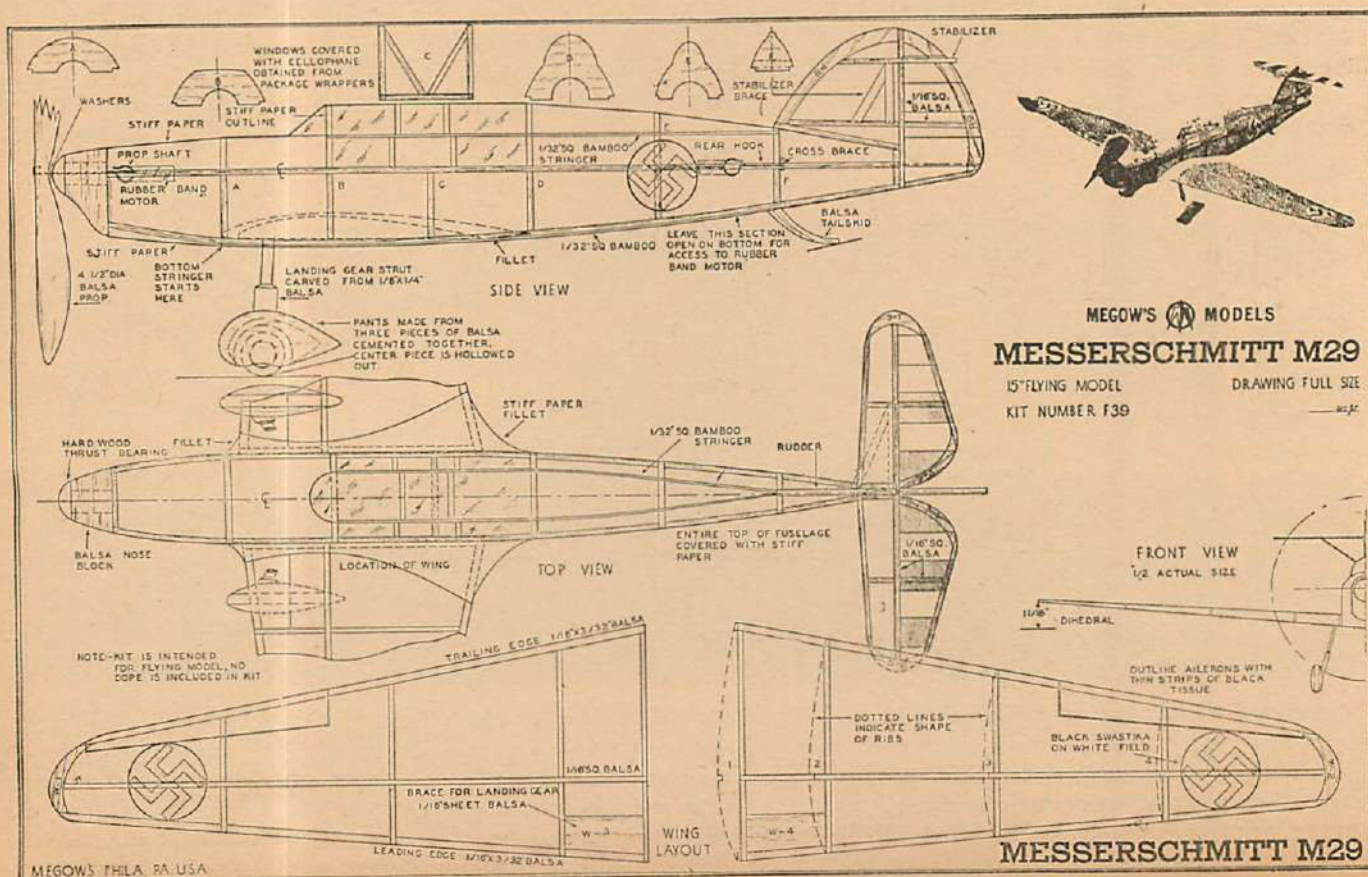 WINDOWS COVERED
WITH CELLOPHANE
OBTAINED FROM
PACKAGE WRAPPERS
C
D
E
B
STABILIZER
STABILIZER
BRACE
1/16"SQ.
BALSA
WASHERS
STIFF PAPER
STIFF PAPER
OUTLINE
PROP SHAFT
RUBBER BAND
MOTOR
1/32"SQ. BAMBOO
STRINGER
REAR HOOK
CROSS BRACE
A
B
C
D
E
F
STIFF PAPER
4 1/2"DIA
BALSA
PROP
BOTTOM
STRINGER
STARTS
HERE
LANDING GEAR STRUT
CARVED FROM 1/8"X1/4"
BALSA
FILLET
1/32"SQ BAMBOO
LEAVE THIS SECTION
OPEN ON BOTTOM FOR
ACCESS TO RUBBER
BAND MOTOR
BALSA
TAILSKID
SIDE VIEW
PANTS MADE FROM
THREE PIECES OF BALSA
CEMENTED TOGETHER,
CENTER PIECE IS HOLLOWED
OUT.
MEGOW'S MODELS
MESSERSCHMITT M29
15"FLYING MODEL
DRAWING FULL SIZE
KIT NUMBER F39
HARDWOOD
THRUST BEARING
FILLET
STIFF PAPER
FILLET
1/32"SQ. BAMBOO
STRINGER
RUDDER
BALSA NOSE
BLOCK
LOCATION OF WING
TOP VIEW
ENTIRE TOP OF FUSELAGE
COVERED WITH STIFF
PAPER
1/16"SQ.
BALSA
FRONT VIEW
1/2 ACTUAL SIZE
11/16"
DIHEDRAL
NOTE:-KIT IS INTENDED
FOR FLYING MODEL, NO
DOPE IS INCLUDED IN KIT
TRAILING EDGE 1/16"X3/32"BALSA
OUTLINE AILERONS WITH
THIN STRIPS OF BLACK
TISSUE
DOTTED LINES
INDICATE SHAPE
OF RIBS
BLACK SWASTIKA
ON WHITE FIELD
1
2
3
4
1/16"SQ. BALSA
BRACE FOR LANDING GEAR
1/16"SHEET BALSA
W-3
WING
LAYOUT
W-4
LEADING EDGE 1/16"X3/32"BALSA
MEGOW'S PHILA. PA. U.S.A.
MESSERSCHMITT M29